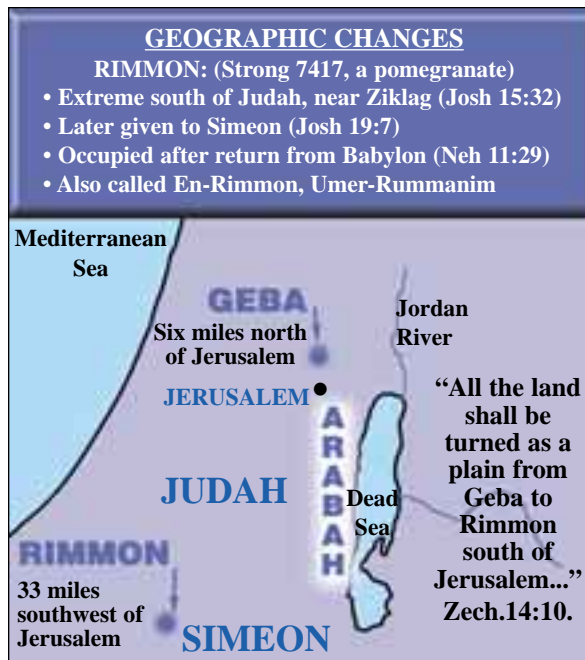 GEOGRAPHIC CHANGES
RIMMON: (Strong 7417, a pomegranate)
• Extreme south of Judah, near Ziklag (Josh 15:32)
• Later given to Simeon (Josh 19:7)
• Occupied after return from Babylon (Neh 11:29)
• Also called En-Rimmon, Umer-Rummanim
Mediterranean
Sea
GEBA
Six miles north
of Jerusalem
Jordan
River
JERUSALEM
ARABAH
JUDAH
Dead
Sea
“All the land
shall be
turned as a
plain from
Geba to
Rimmon
south of
Jerusalem...”
Zech.14:10.
RIMMON
33 miles
southwest of
Jerusalem
SIMEON